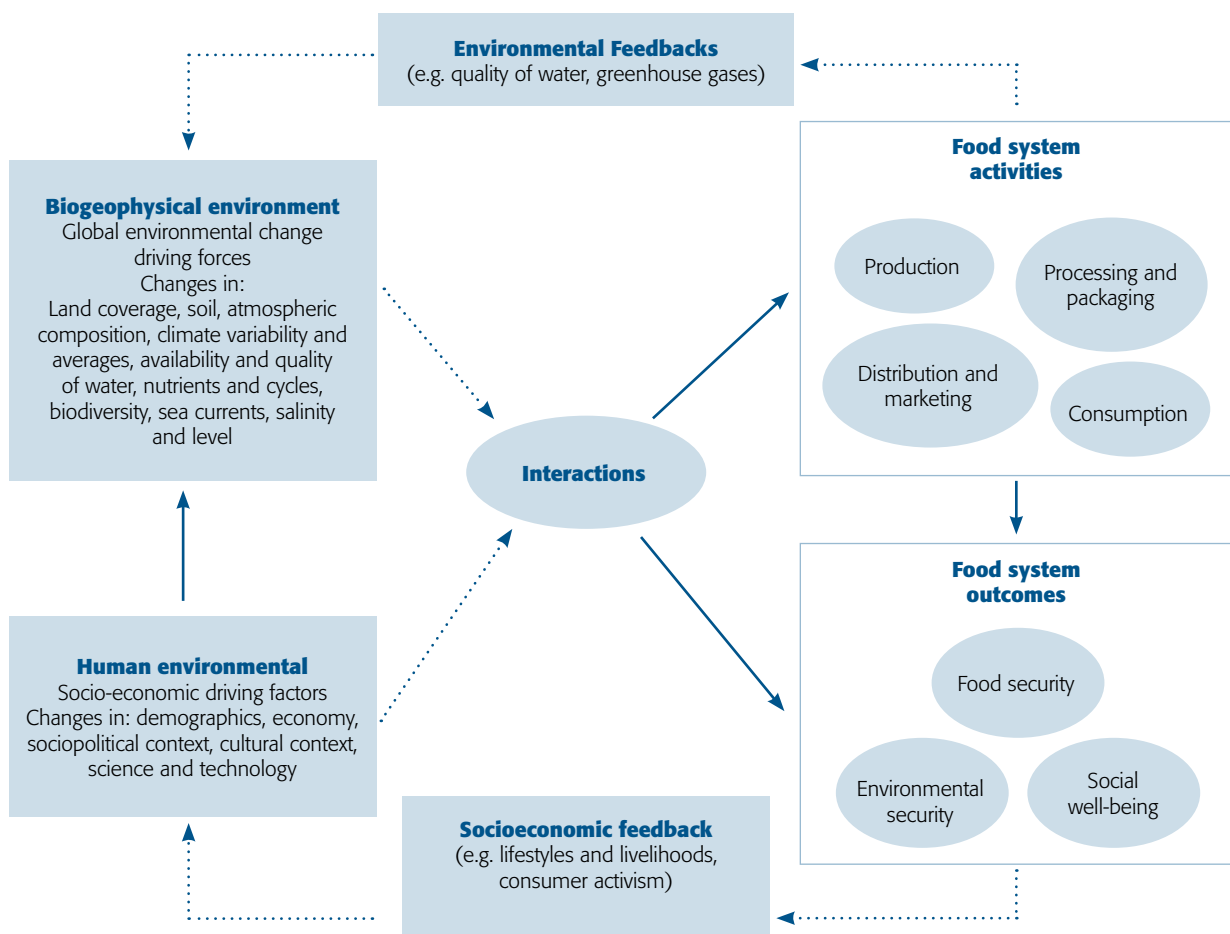 Environmental Feedbacks
(e.g. quality of water, greenhouse gases)
Food system
activities
Production
Processing and
packaging
Distribution and
marketing
Consumption
Biogeophysical environment
Global environmental change
driving forces
Changes in:
Land coverage, soil, atmospheric
composition, climate variability and
averages, availability and quality
of water, nutrients and cycles,
biodiversity, sea currents, salinity
and level
Interactions
Human environmental
Socio-economic driving factors
Changes in: demographics, economy,
sociopolitical context, cultural context,
science and technology
Food system
outcomes
Food security
Environmental
security
Social
well-being
Socioeconomic feedback
(e.g. lifestyles and livelihoods,
consumer activism)